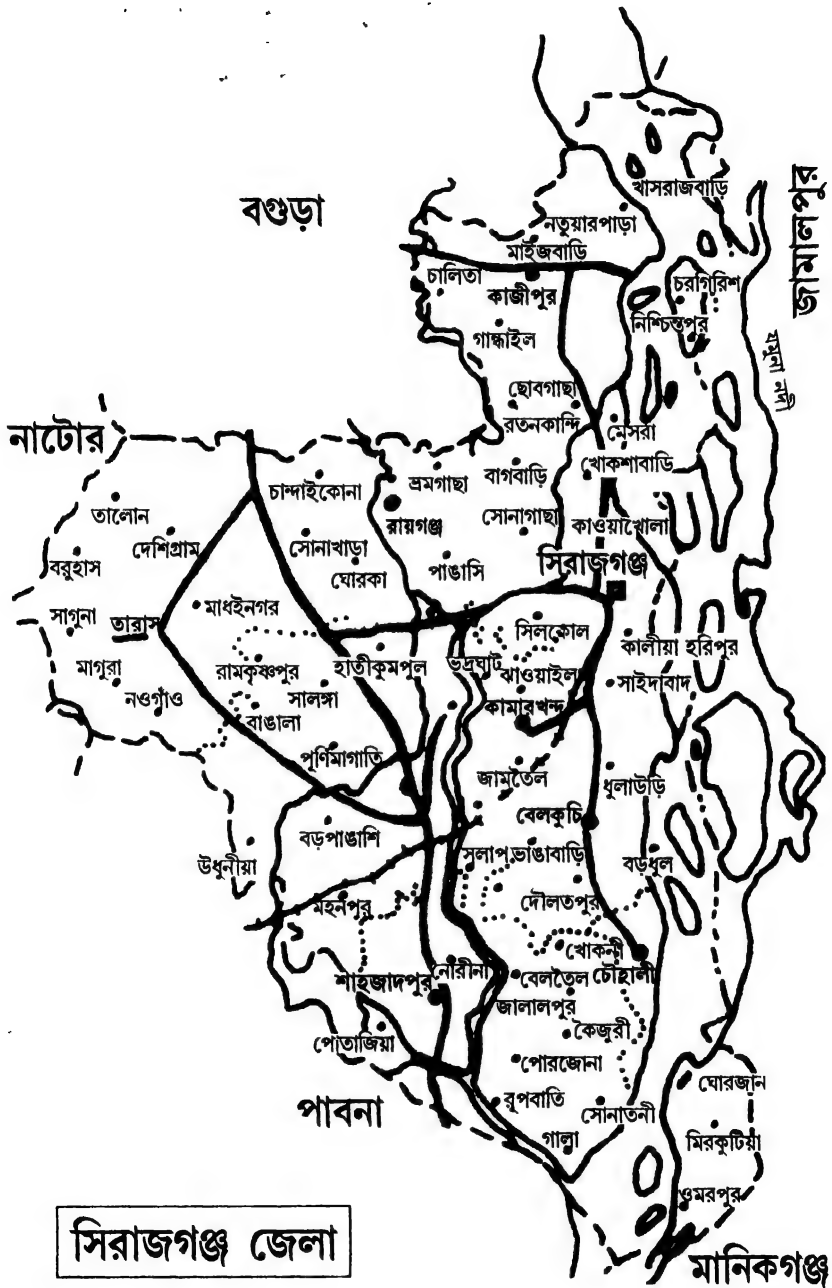 খাসরাজবাড়ি
জামালপুর
বগুড়া
নতুয়ারপাড়া
মাইজবাড়ি
চালিতা
কাজীপুর
চরগিরিশ
গান্ধাইল
নিশ্চিন্তপুর
যমুনা নদী
ছোবগাছা
রতনকান্দি
মেসরা
নাটোর
চান্দাইকোনা
ভ্রমগাছা
বাগবাড়ি
খোকশাবাড়ি
তালোন
রায়গঞ্জ
সোনাগাছা
কাওয়াখোলা
দেশিগ্রাম
সোনাখাড়া
বরুহাস
ঘোরকা
পাঙাসি
সিরাজগঞ্জ
সাগুনা
তারাস
মাধইনগর
সিলকোল
কালীয়া হরিপুর
মাগুরা
রামকৃষ্ণপুর
হাতীকুমপুল
ভদ্রঘাট
ঝাওয়াইল
সাইদাবাদ
নওগাঁও
সালঙ্গা
বাঙালা
কামারখন্দ
পূর্ণিমাগাতি
জামতৈল
ধুলাউড়ি
বেলকুচি
বড়পাঙাশি
উধুনীয়া
সলাপ
ভাঙাবাড়ি
বড়ধুল
মহনপুর
দৌলতপুর
খোকনী
নৌরীনা
শাহজাদপুর
বেলতৈল
চৌহালী
জালালপুর
কৈজুরী
পোতাজিয়া
পোরজোনা
ঘোরজান
পাবনা
রূপবাতি
সোনাতনী
মিরকুটিয়া
গালা
ওমরপুর
সিরাজগঞ্জ জেলা
মানিকগঞ্জ